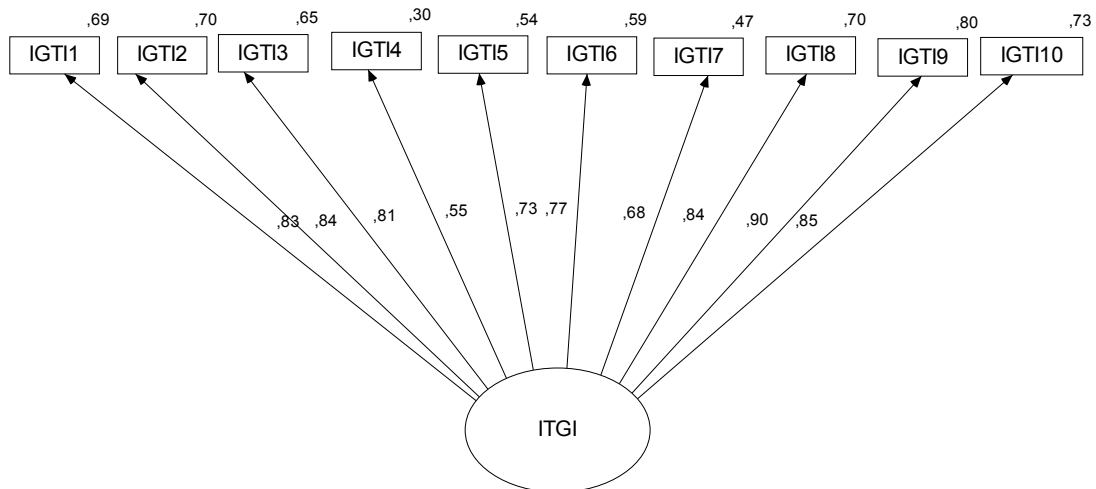 ,69 ,70 ,65 ,30 ,54 ,59 ,47 ,70 ,80 ,73
IGTI1 IGTI2 IGTI3 IGTI4 IGTI5 IGTI6 IGTI7 IGTI8 IGTI9 IGTI10
,83 ,84 ,81 ,55 ,73 ,77 ,68 ,84 ,90 ,85
ITGI